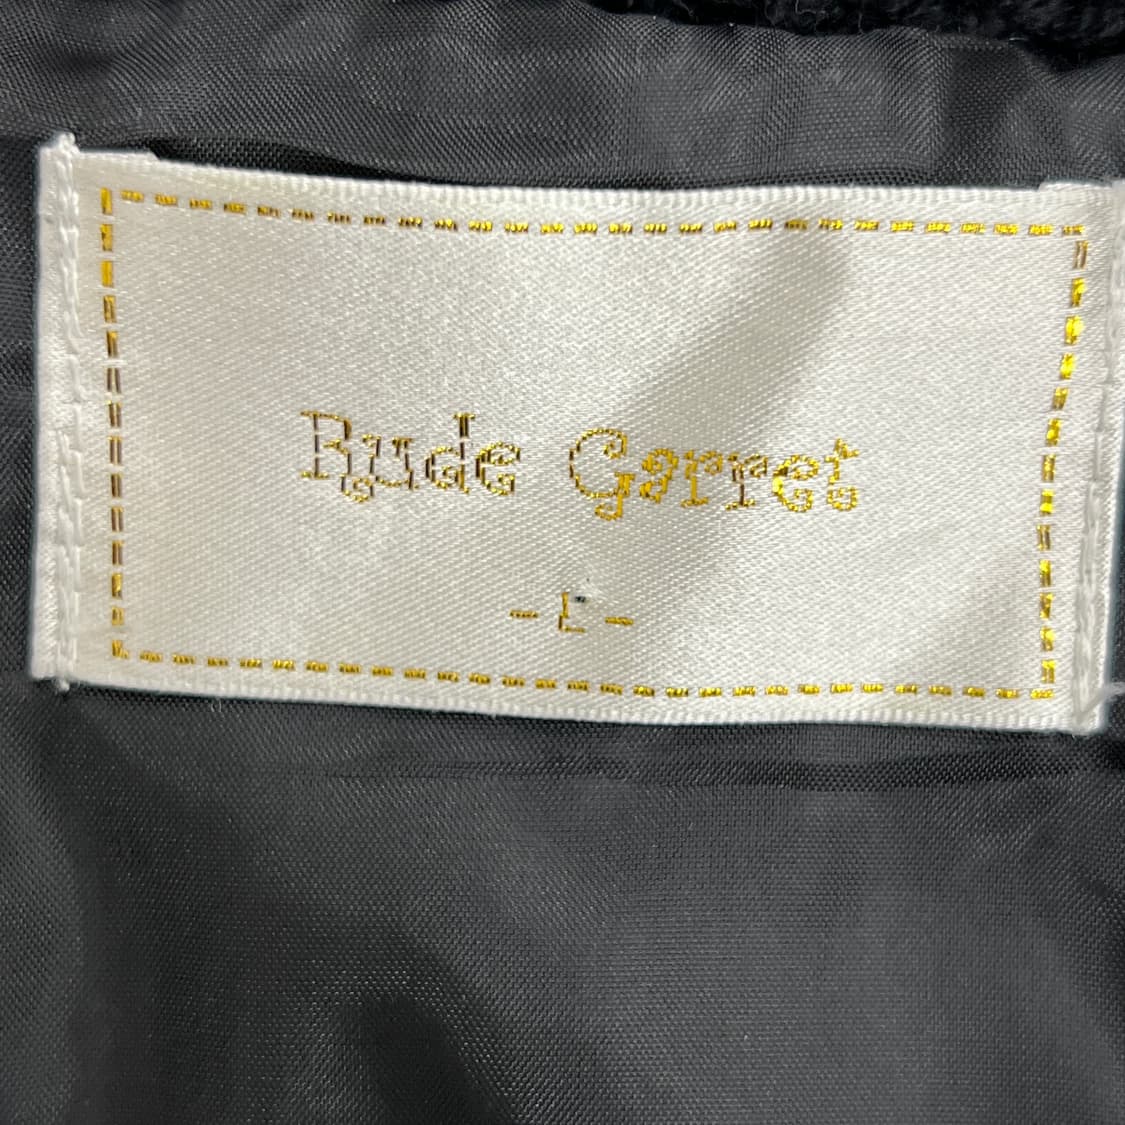 Rude Garret
- L -